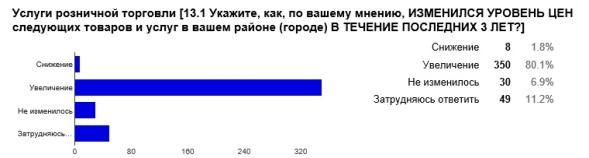 Услуги розничной торговли [13.1 Укажите, как, по вашему мнению, ИЗМЕНИЛСЯ УРОВЕНЬ ЦЕН
следующих товаров и услуг в вашем районе (городе) В ТЕЧЕНИЕ ПОСЛЕДНИХ 3 ЛЕТ?]
Снижение
Увеличение
Не изменилось
Затрудняюсь...
0 80 160 240 320
Снижение 8 1.8%
Увеличение 350 80.1%
Не изменилось 30 6.9%
Затрудняюсь ответить 49 11.2%